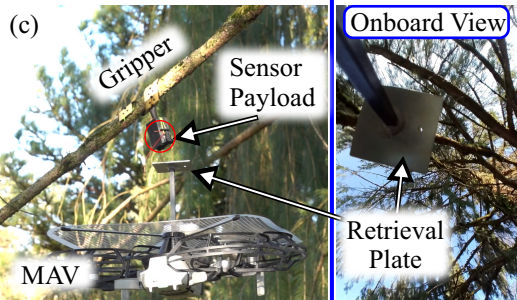 (c)
Gripper
Sensor
Payload
MAV
Onboard View
Retrieval
Plate